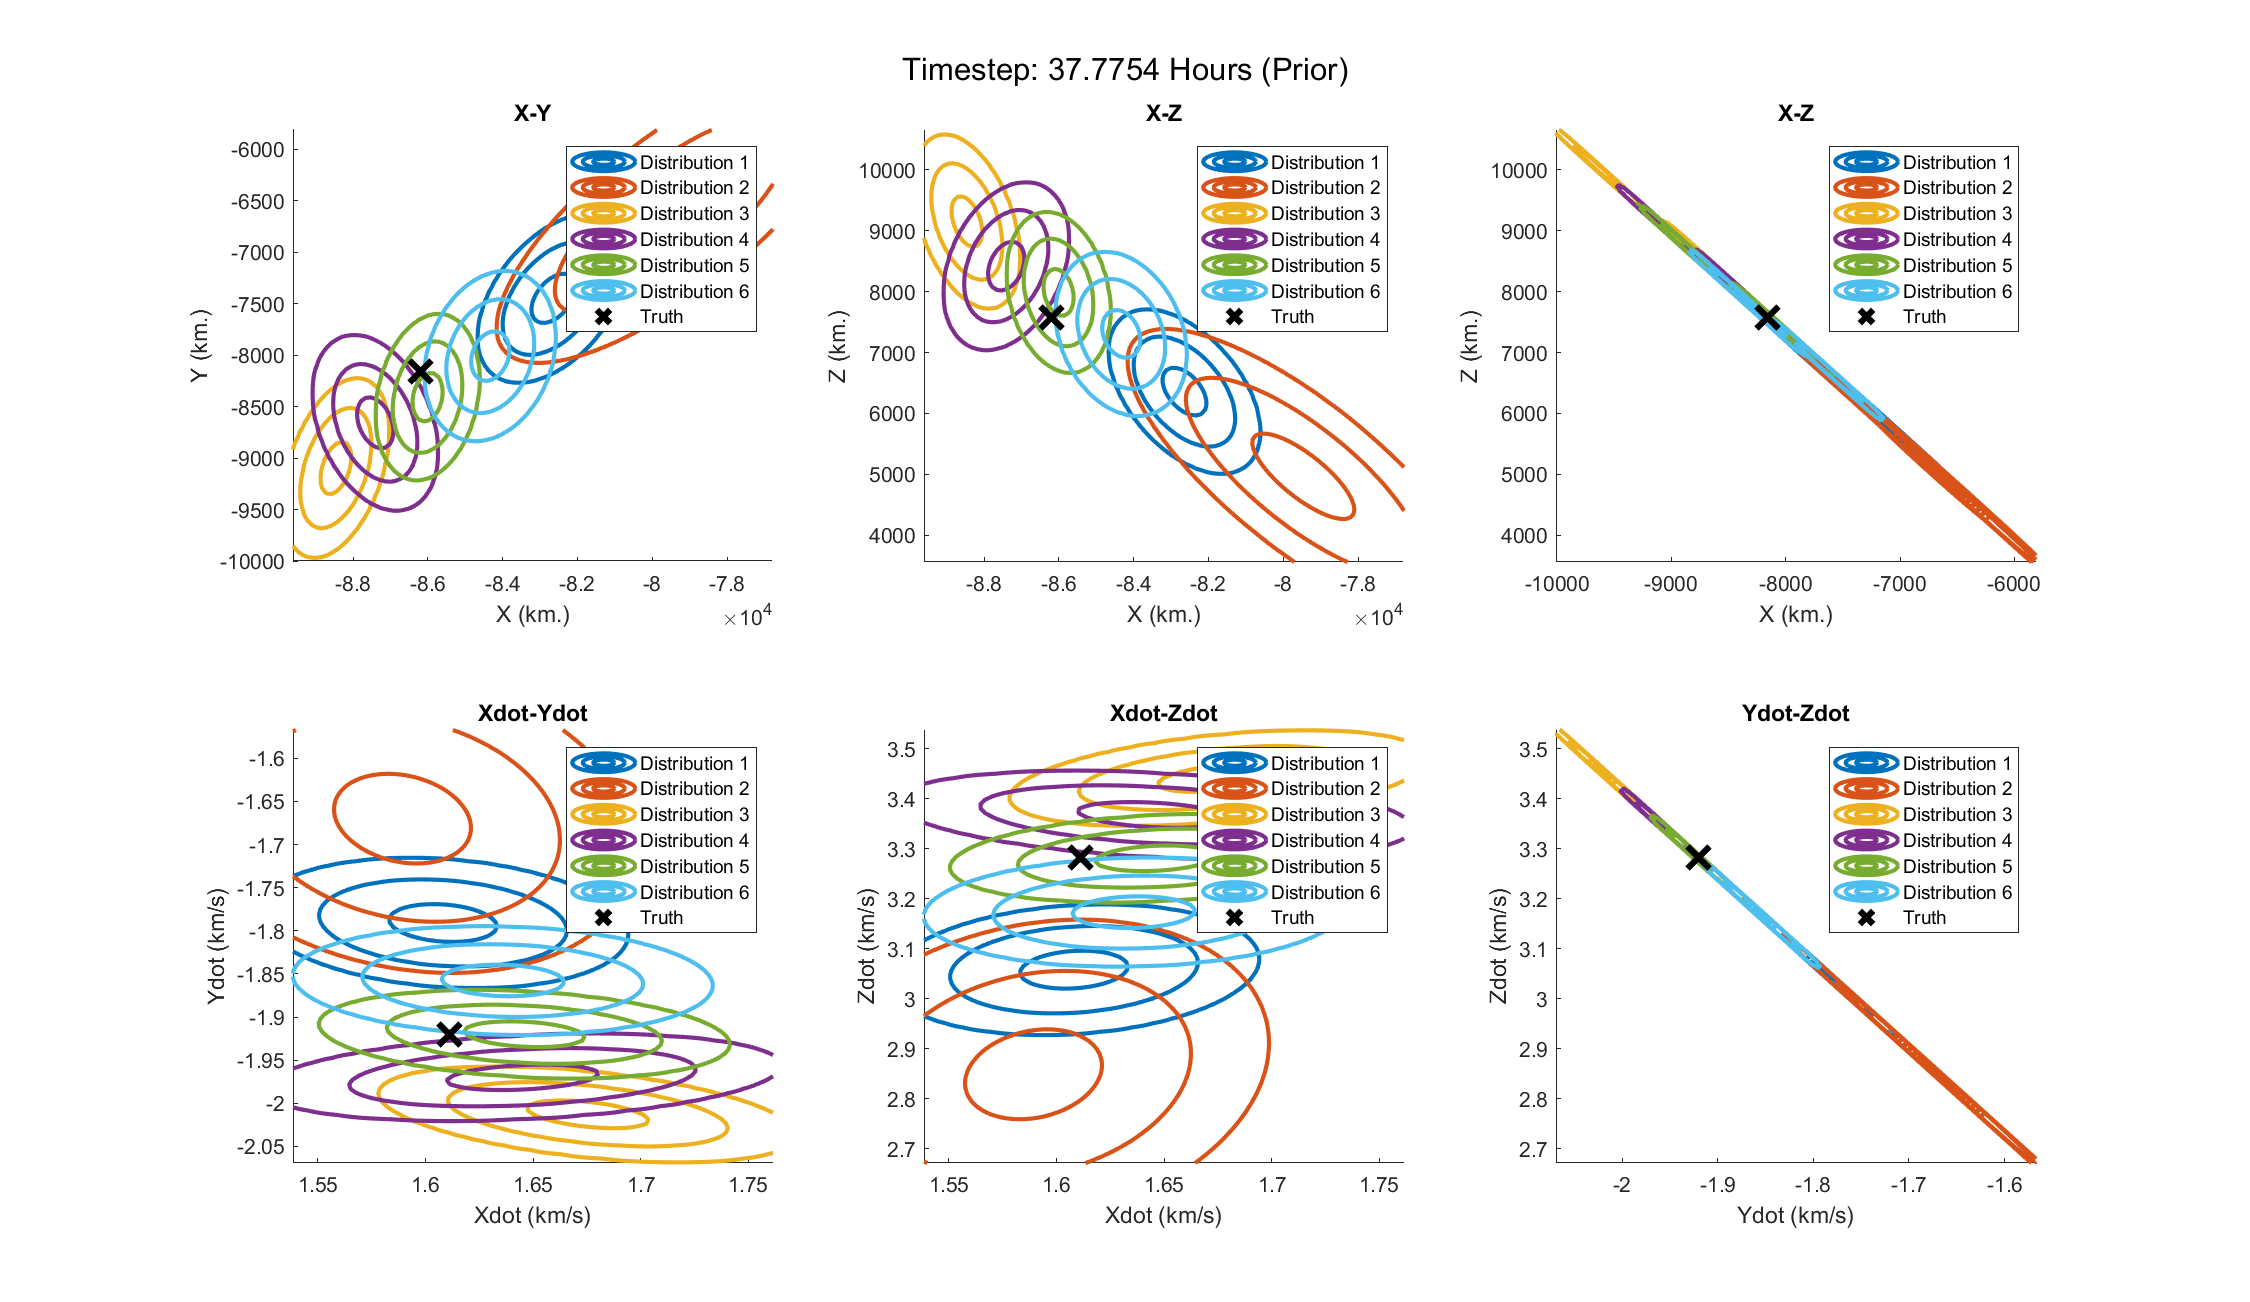 Timestep: 37.7754 Hours (Prior)
X-Y
-6000
-6500
-7000
-7500
-8000
-8500
-9000
-9500
-10000
Y (km.)
-8.8 -8.6 -8.4 -8.2 -8 -7.8
×10⁴
X (km.)
Distribution 1
Distribution 2
Distribution 3
Distribution 4
Distribution 5
Distribution 6
Truth
X-Z
10000
9000
8000
7000
6000
5000
4000
Z (km.)
-8.8 -8.6 -8.4 -8.2 -8 -7.8
×10⁴
X (km.)
Distribution 1
Distribution 2
Distribution 3
Distribution 4
Distribution 5
Distribution 6
Truth
X-Z
10000
9000
8000
7000
6000
5000
4000
Z (km.)
-10000 -9000 -8000 -7000 -6000
X (km.)
Distribution 1
Distribution 2
Distribution 3
Distribution 4
Distribution 5
Distribution 6
Truth
Xdot-Ydot
-1.6
-1.65
-1.7
-1.75
-1.8
-1.85
-1.9
-1.95
-2
-2.05
Ydot (km/s)
1.55 1.6 1.65 1.7 1.75
Xdot (km/s)
Distribution 1
Distribution 2
Distribution 3
Distribution 4
Distribution 5
Distribution 6
Truth
Xdot-Zdot
3.5
3.4
3.3
3.2
3.1
3
2.9
2.8
2.7
Zdot (km/s)
1.55 1.6 1.65 1.7 1.75
Xdot (km/s)
Distribution 1
Distribution 2
Distribution 3
Distribution 4
Distribution 5
Distribution 6
Truth
Ydot-Zdot
3.5
3.4
3.3
3.2
3.1
3
2.9
2.8
2.7
Zdot (km/s)
-2 -1.9 -1.8 -1.7 -1.6
Ydot (km/s)
Distribution 1
Distribution 2
Distribution 3
Distribution 4
Distribution 5
Distribution 6
Truth